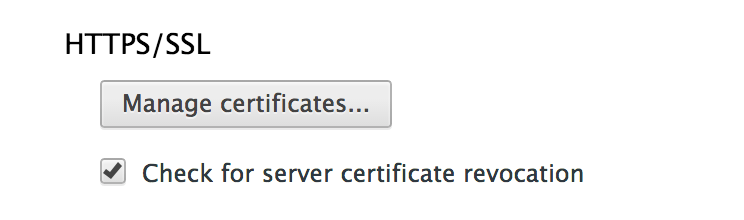 HTTPS/SSL
Manage certificates...
Check for server certificate revocation